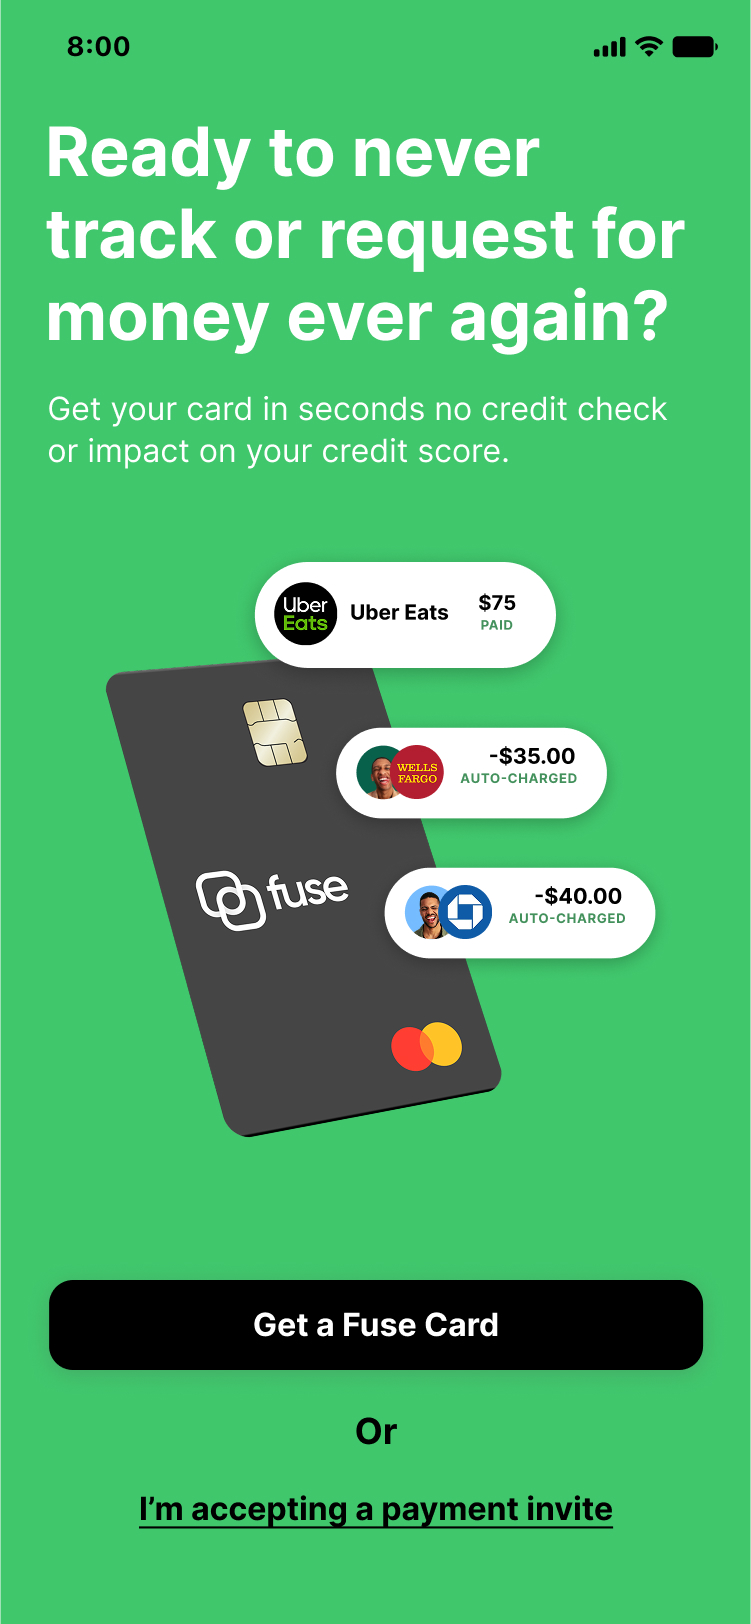 8:00
Ready to never
track or request for
money ever again?
Get your card in seconds no credit check
or impact on your credit score.
Uber
Eats
Uber Eats
$75
PAID
WELLS
FARGO
-$35.00
AUTO-CHARGED
fuse
-$40.00
AUTO-CHARGED
Get a Fuse Card
Or
I’m accepting a payment invite